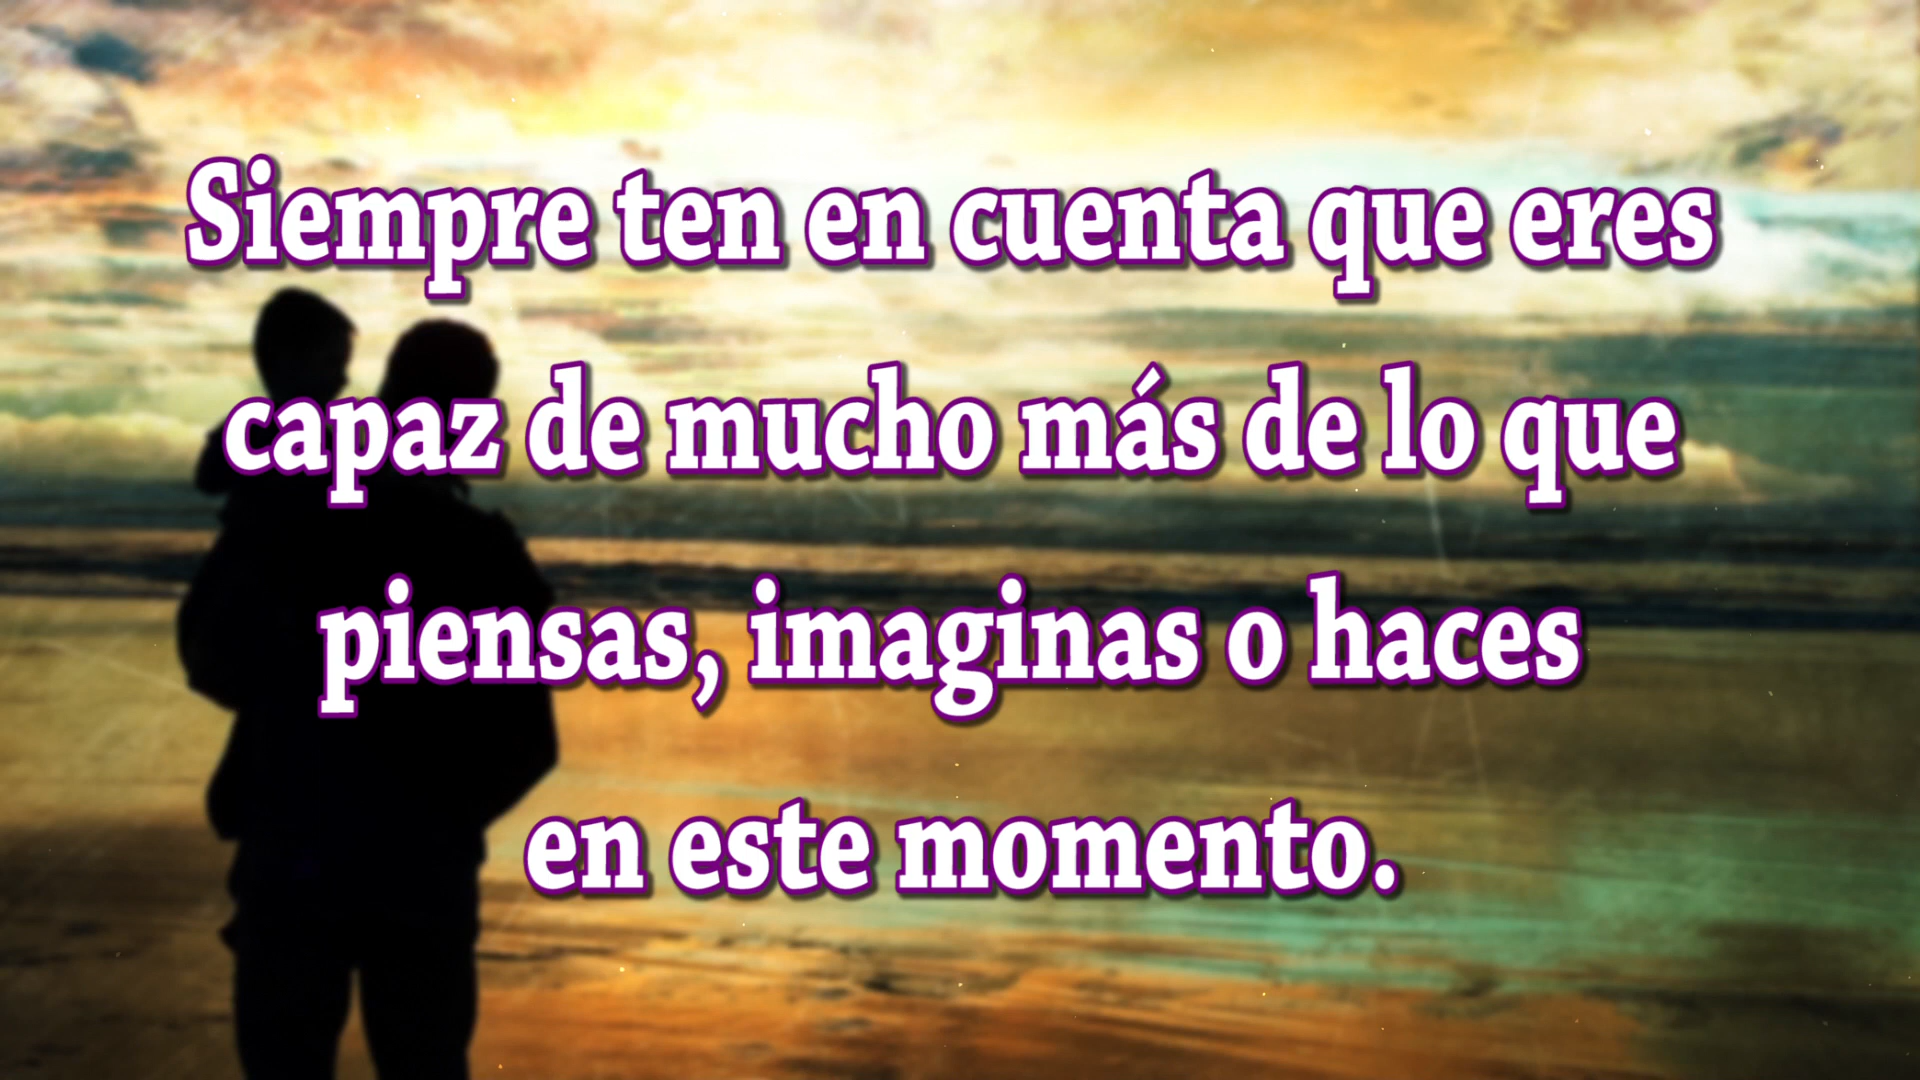 Siempre ten en cuenta que eres
capaz de mucho más de lo que
piensas, imaginas o haces
en este momento.